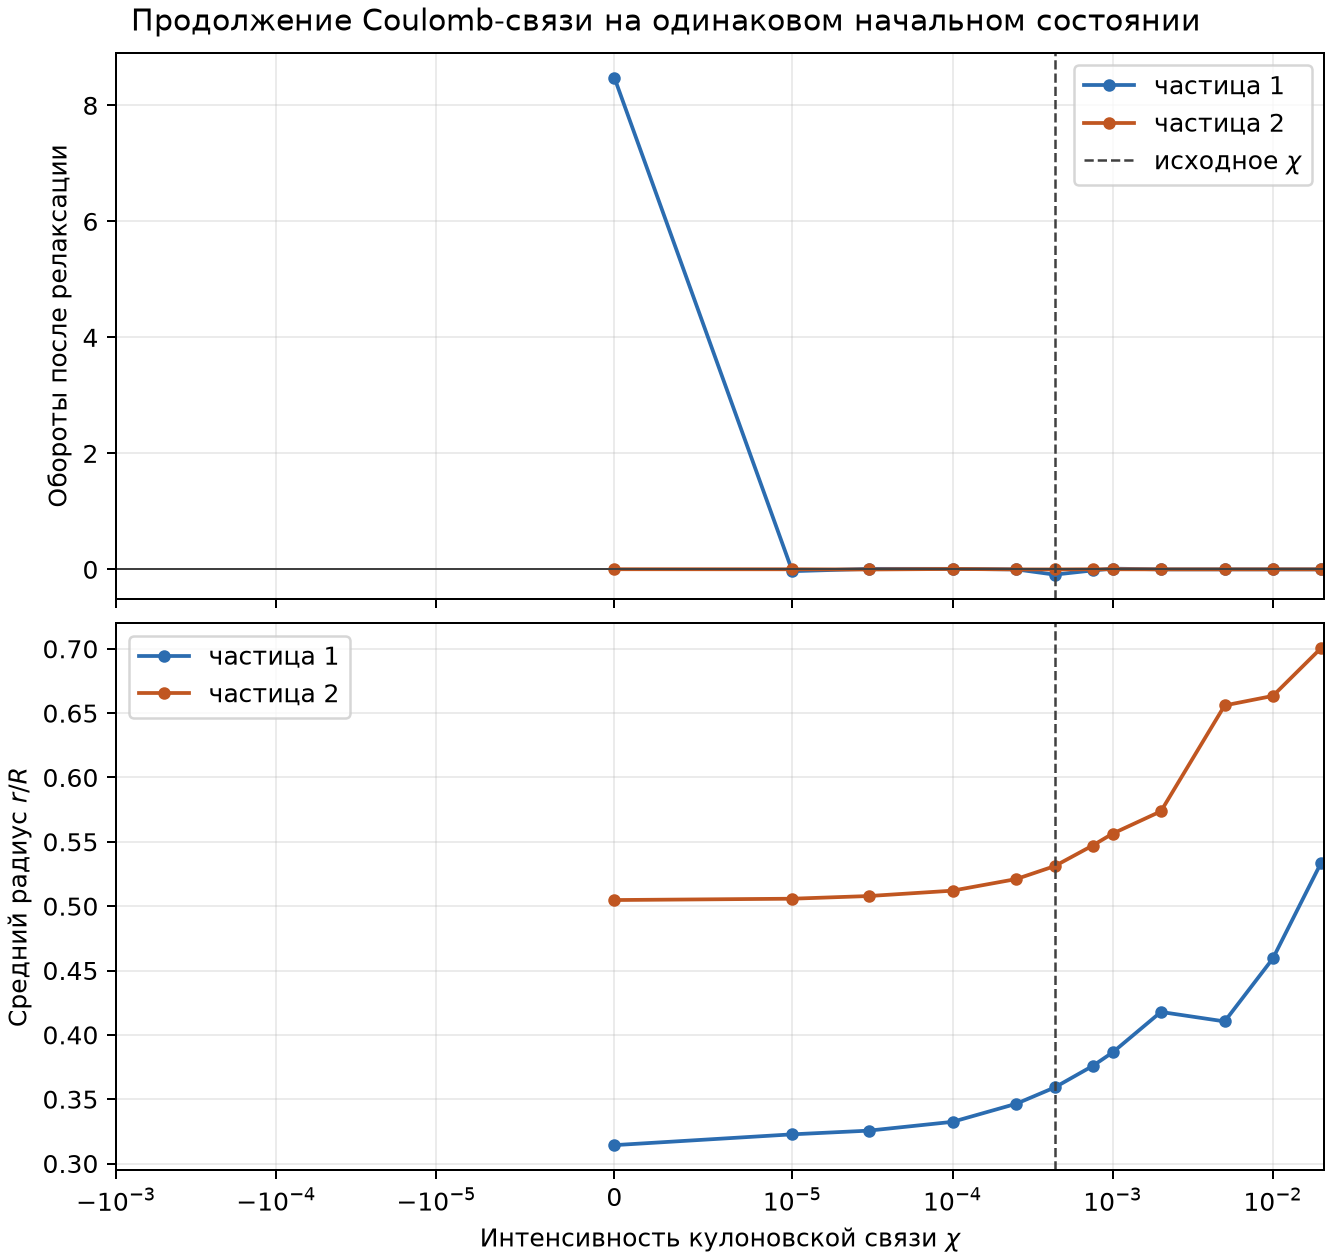 Продолжение Coulomb-связи на одинаковом начальном состоянии
Обороты после релаксации
8
6
4
2
0
частица 1
частица 2
исходное χ
Средний радиус r/R
0.70
0.65
0.60
0.55
0.50
0.45
0.40
0.35
0.30
частица 1
частица 2
−10⁻³ −10⁻⁴ −10⁻⁵ 0 10⁻⁵ 10⁻⁴ 10⁻³ 10⁻²
Интенсивность кулоновской связи χ